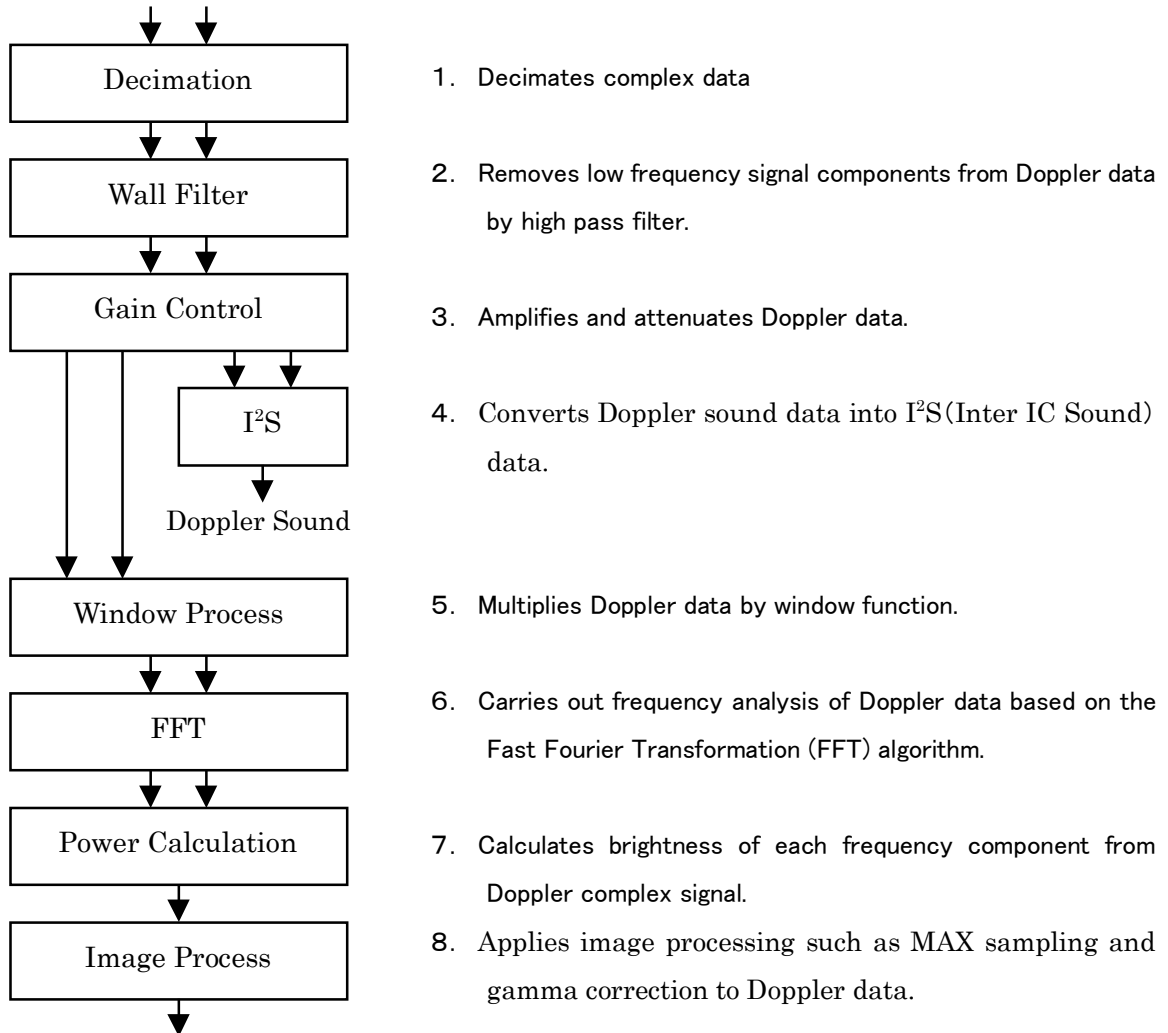 Decimation
1. Decimates complex data
Wall Filter
2. Removes low frequency signal components from Doppler data
by high pass filter.
Gain Control
3. Amplifies and attenuates Doppler data.
I²S
4. Converts Doppler sound data into I²S(Inter IC Sound)
data.
Doppler Sound
Window Process
5. Multiplies Doppler data by window function.
FFT
6. Carries out frequency analysis of Doppler data based on the
Fast Fourier Transformation (FFT) algorithm.
Power Calculation
7. Calculates brightness of each frequency component from
Doppler complex signal.
Image Process
8. Applies image processing such as MAX sampling and
gamma correction to Doppler data.